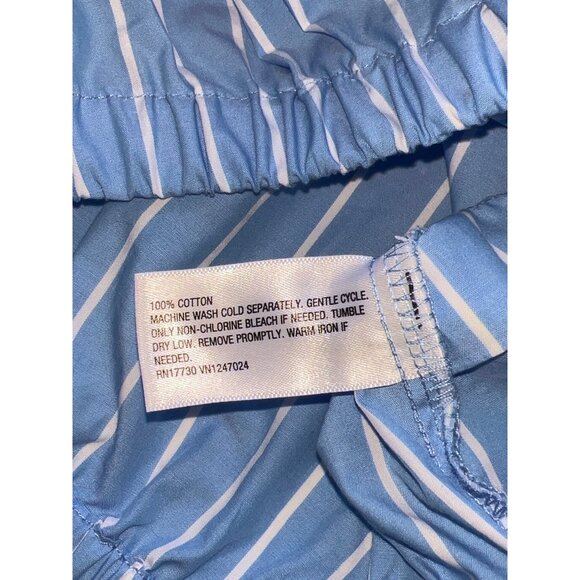 100% COTTON
MACHINE WASH COLD SEPARATELY. GENTLE CYCLE.
ONLY NON-CHLORINE BLEACH IF NEEDED. TUMBLE
DRY LOW. REMOVE PROMPTLY. WARM IRON IF
NEEDED.
RN17730 VN1247024